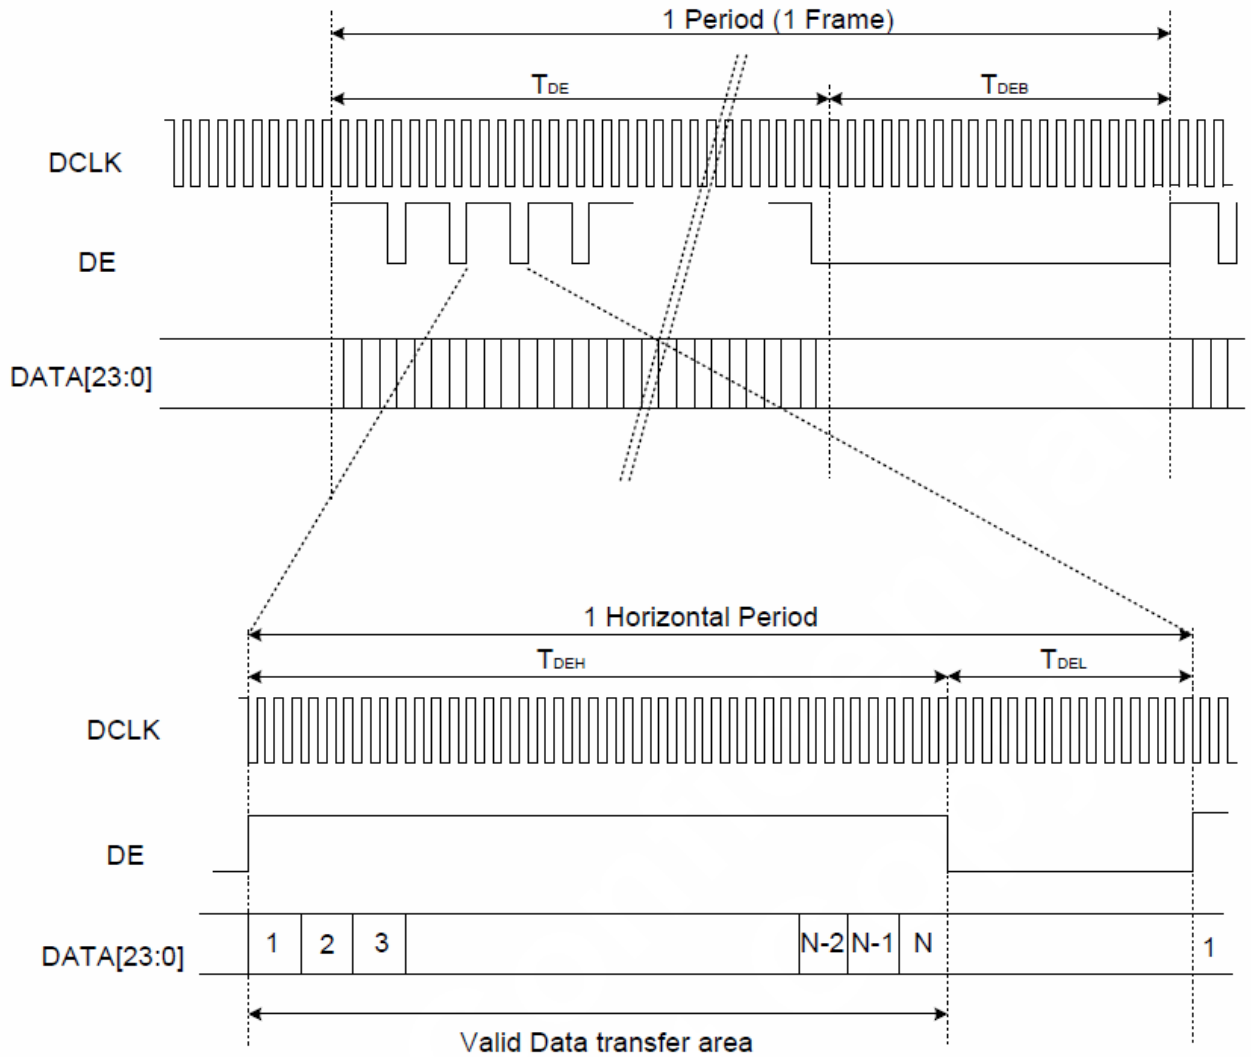 1 Period (1 Frame)
TDE
TDEB
DCLK
DE
DATA[23:0]
1 Horizontal Period
TDEH
TDEL
DCLK
DE
1 2 3 N-2 N-1 N 1
DATA[23:0]
Valid Data transfer area